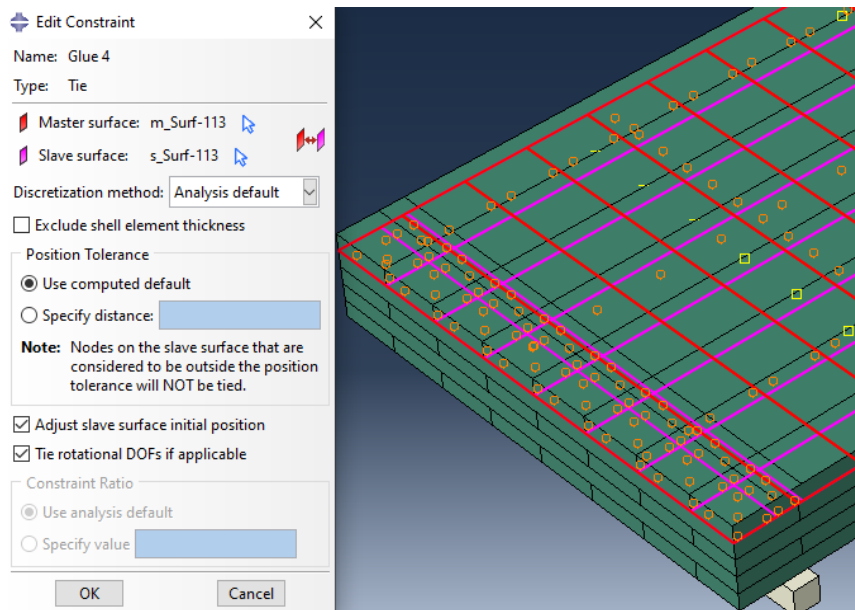 Edit Constraint
Name: Glue 4
Type: Tie
Master surface: m_Surf-113
Slave surface: s_Surf-113
Discretization method: Analysis default
Exclude shell element thickness
Position Tolerance
Use computed default
Specify distance:
Note: Nodes on the slave surface that are
considered to be outside the position
tolerance will NOT be tied.
Adjust slave surface initial position
Tie rotational DOFs if applicable
Constraint Ratio
Use analysis default
Specify value
OK Cancel